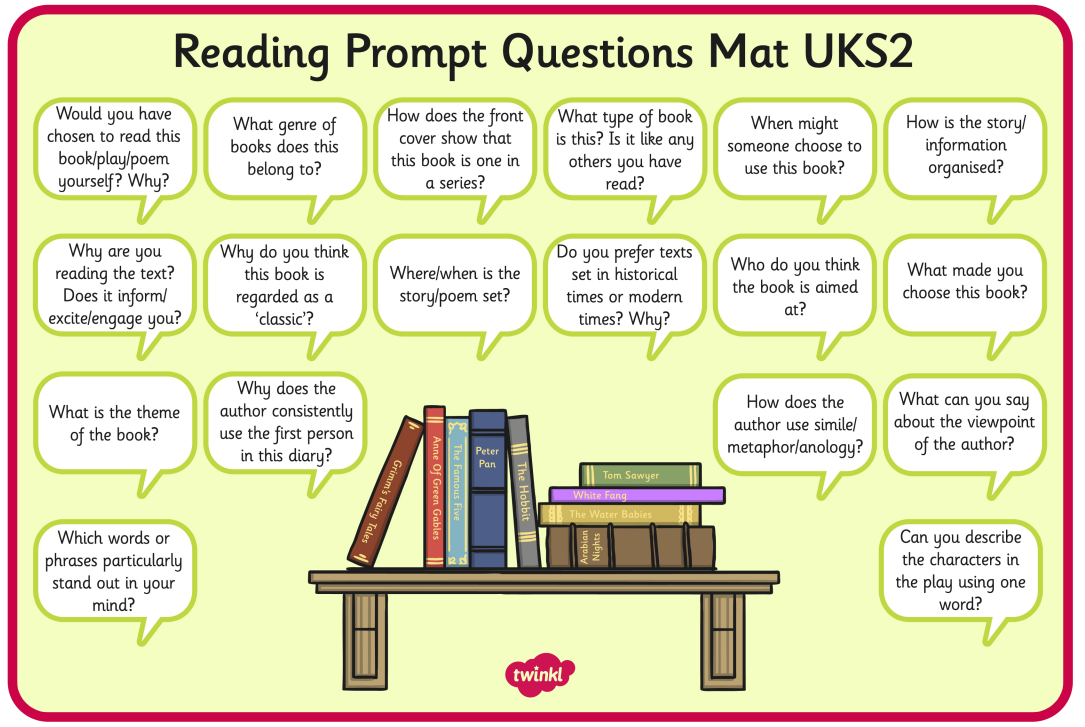 Reading Prompt Questions Mat UKS2
Would you have
chosen to read this
book/play/poem
yourself? Why?
What genre of
books does this
belong to?
How does the front
cover show that
this book is one in
a series?
What type of book
is this? Is it like any
others you have
read?
When might
someone choose to
use this book?
How is the story/
information
organised?
Why are you
reading the text?
Does it inform/
excite/engage you?
Why do you think
this book is
regarded as a
‘classic’?
Where/when is the
story/poem set?
Do you prefer texts
set in historical
times or modern
times? Why?
Who do you think
the book is aimed
at?
What made you
choose this book?
What is the theme
of the book?
Why does the
author consistently
use the first person
in this diary?
How does the
author use simile/
metaphor/anology?
What can you say
about the viewpoint
of the author?
Which words or
phrases particularly
stand out in your
mind?
Can you describe
the characters in
the play using one
word?
Grimm's Fairy Tales
Anne Of Green Gables
The Famous Five
Peter
Pan
The Hobbit
Tom Sawyer
White Fang
The Water Babies
Arabian
Nights
twinkl